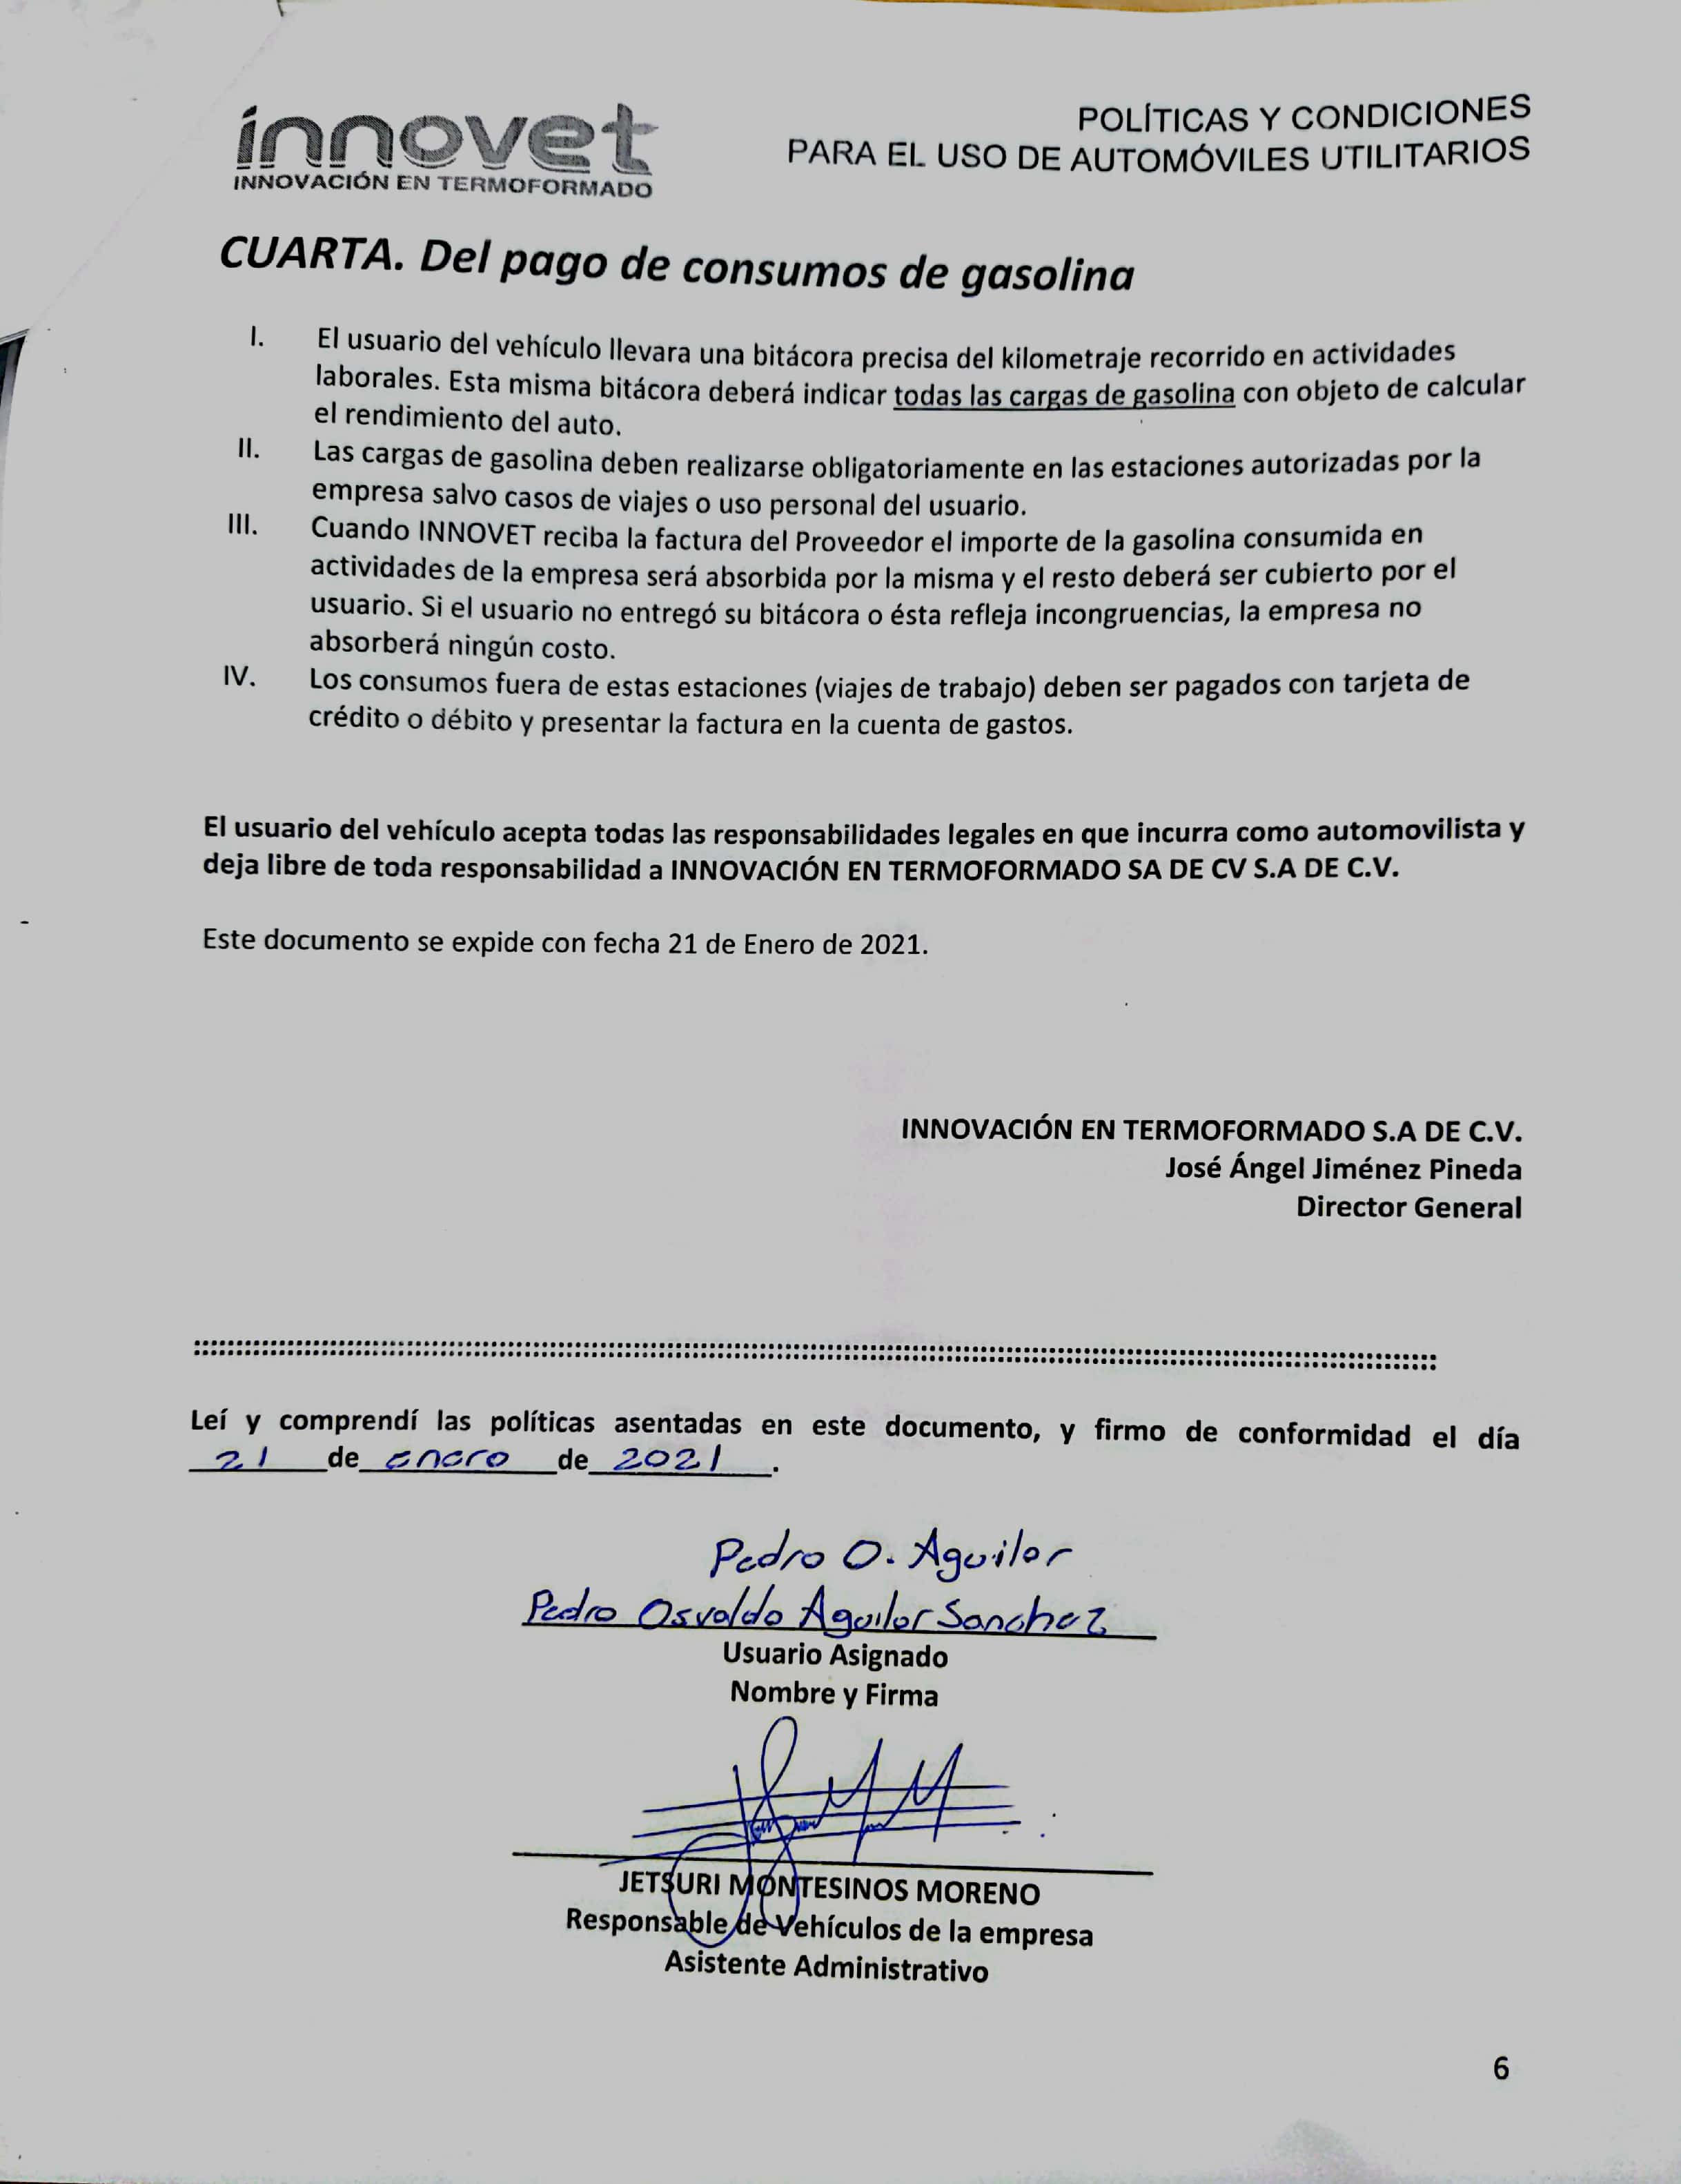 innovet
INNOVACIÓN EN TERMOFORMADO
POLÍTICAS Y CONDICIONES
PARA EL USO DE AUTOMÓVILES UTILITARIOS
CUARTA. Del pago de consumos de gasolina
I. El usuario del vehículo llevara una bitácora precisa del kilometraje recorrido en actividades
laborales. Esta misma bitácora deberá indicar todas las cargas de gasolina con objeto de calcular
el rendimiento del auto.
II. Las cargas de gasolina deben realizarse obligatoriamente en las estaciones autorizadas por la
empresa salvo casos de viajes o uso personal del usuario.
III. Cuando INNOVET reciba la factura del Proveedor el importe de la gasolina consumida en
actividades de la empresa será absorbida por la misma y el resto deberá ser cubierto por el
usuario. Si el usuario no entregó su bitácora o ésta refleja incongruencias, la empresa no
absorberá ningún costo.
IV. Los consumos fuera de estas estaciones (viajes de trabajo) deben ser pagados con tarjeta de
crédito o débito y presentar la factura en la cuenta de gastos.
El usuario del vehículo acepta todas las responsabilidades legales en que incurra como automovilista y
deja libre de toda responsabilidad a INNOVACIÓN EN TERMOFORMADO SA DE CV S.A DE C.V.
Este documento se expide con fecha 21 de Enero de 2021.
INNOVACIÓN EN TERMOFORMADO S.A DE C.V.
José Ángel Jiménez Pineda
Director General
Leí y comprendí las políticas asentadas en este documento, y firmo de conformidad el día
21 de enero de 2021.
Pedro O. Aguilar
Pedro Osvaldo Aguilar Sanchez
Usuario Asignado
Nombre y Firma
JETSURI MONTESINOS MORENO
Responsable de Vehículos de la empresa
Asistente Administrativo
6